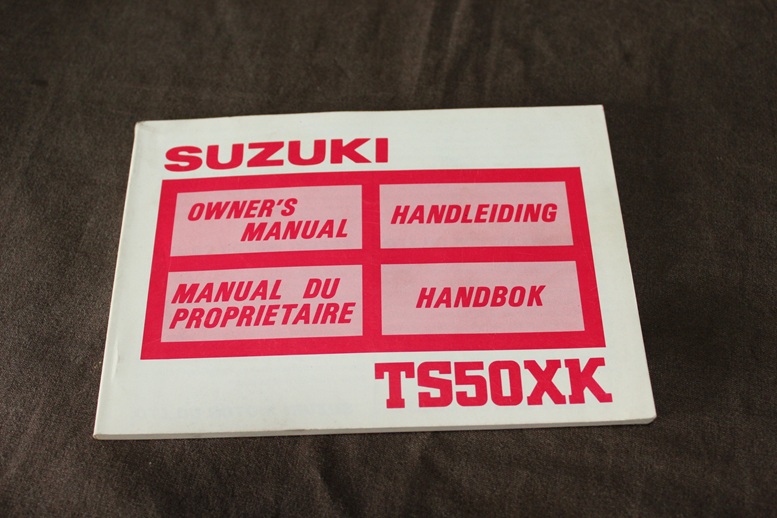 SUZUKI
OWNER'S
MANUAL
HANDLEIDING
MANUAL DU
PROPRIETAIRE
HANDBOK
TS50XK